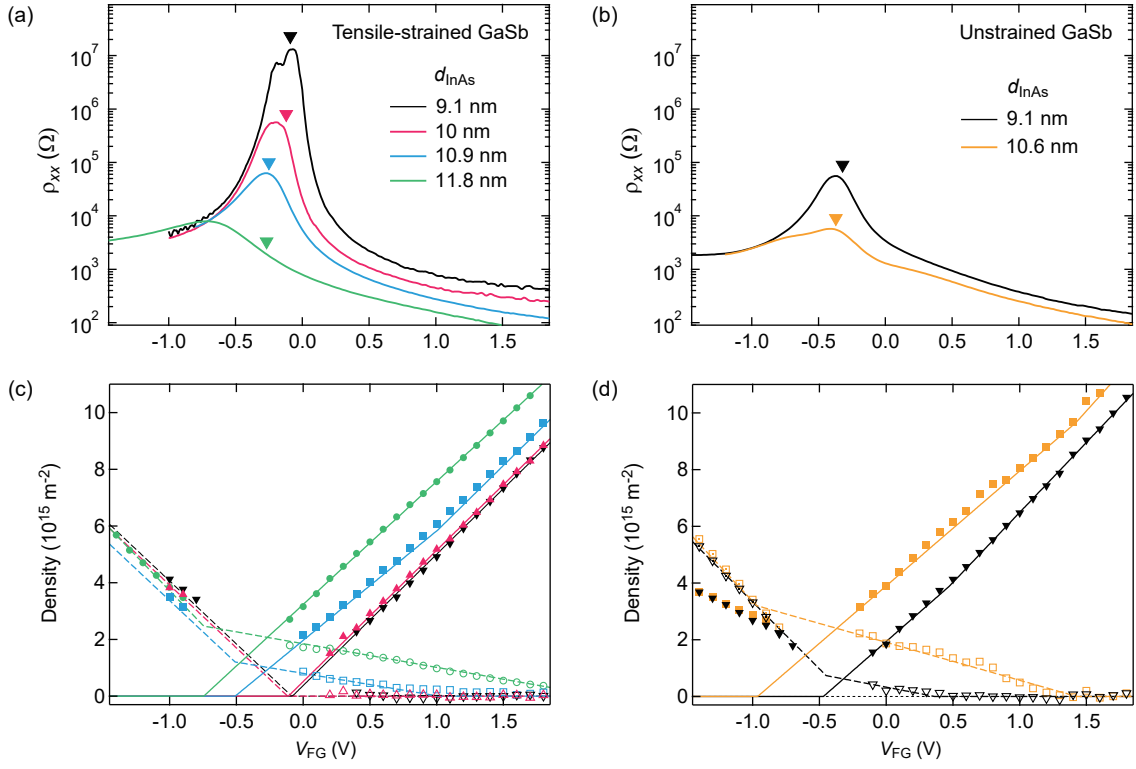 (a)
Tensile-strained GaSb
d_InAs
9.1 nm
10 nm
10.9 nm
11.8 nm
10^7
10^6
10^5
10^4
10^3
10^2
ρ_xx (Ω)
-1.0 -0.5 0.0 0.5 1.0 1.5
(b)
Unstrained GaSb
d_InAs
9.1 nm
10.6 nm
10^7
10^6
10^5
10^4
10^3
10^2
ρ_xx (Ω)
-1.0 -0.5 0.0 0.5 1.0 1.5
(c)
10
8
6
4
2
0
Density (10^15 m^-2)
-1.0 -0.5 0.0 0.5 1.0 1.5
V_FG (V)
(d)
10
8
6
4
2
0
Density (10^15 m^-2)
-1.0 -0.5 0.0 0.5 1.0 1.5
V_FG (V)